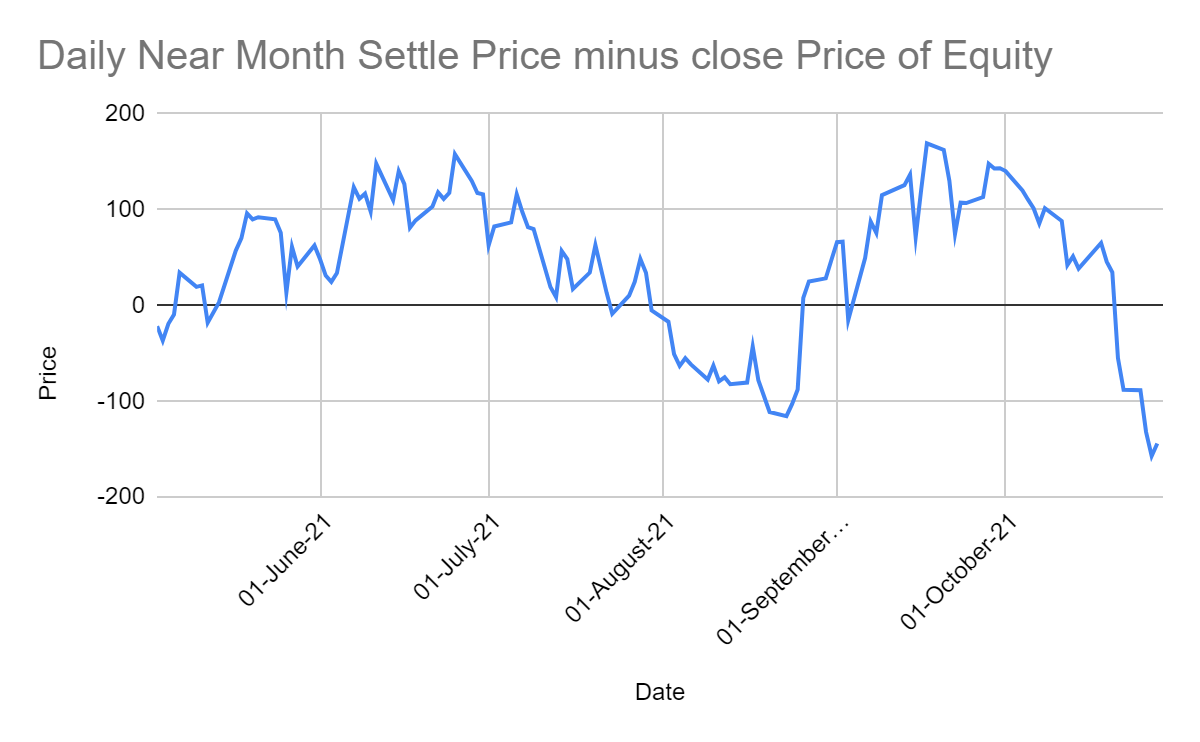 Daily Near Month Settle Price minus close Price of Equity
200
100
0
-100
-200
Price
01-June-21
01-July-21
01-August-21
01-September…
01-October-21
Date